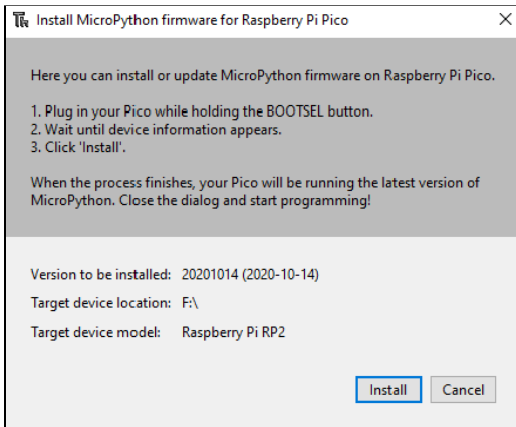 Install MicroPython firmware for Raspberry Pi Pico
Here you can install or update MicroPython firmware on Raspberry Pi Pico.
1. Plug in your Pico while holding the BOOTSEL button.
2. Wait until device information appears.
3. Click 'Install'.
When the process finishes, your Pico will be running the latest version of
MicroPython. Close the dialog and start programming!
Version to be installed: 20201014 (2020-10-14)
Target device location: F:\
Target device model: Raspberry Pi RP2
Install Cancel